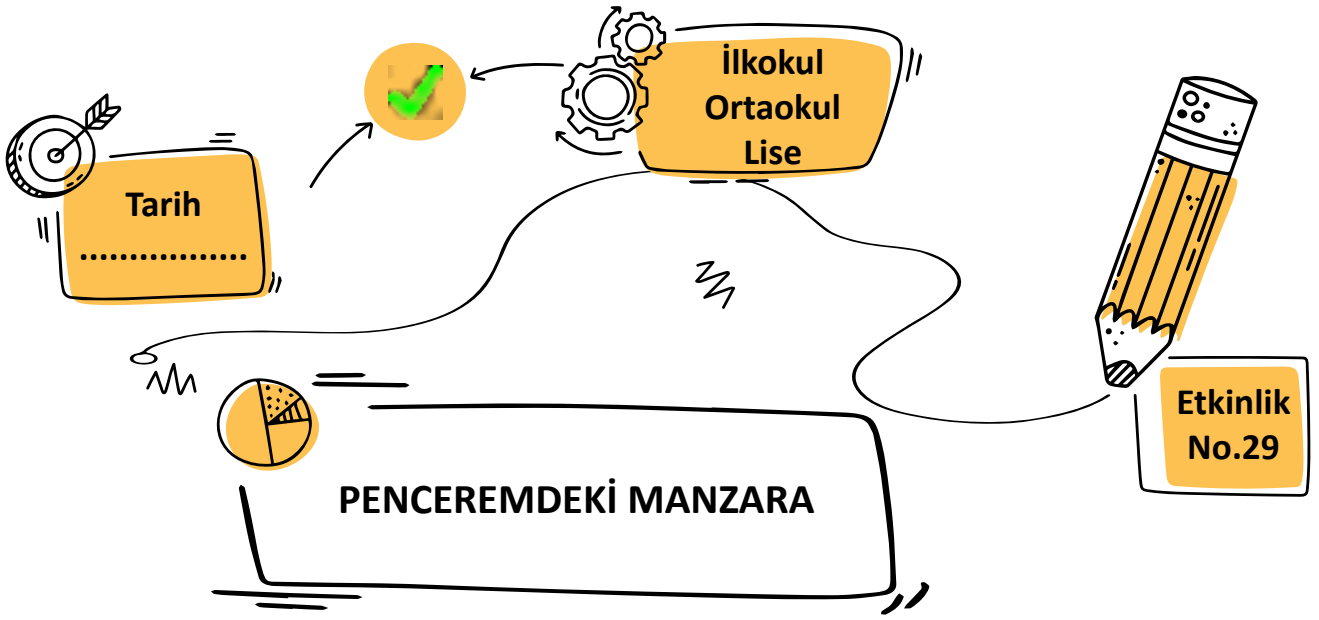 İlkokul
Ortaokul
Lise
Tarih
.................
Etkinlik
No.29
PENCEREMDEKİ MANZARA